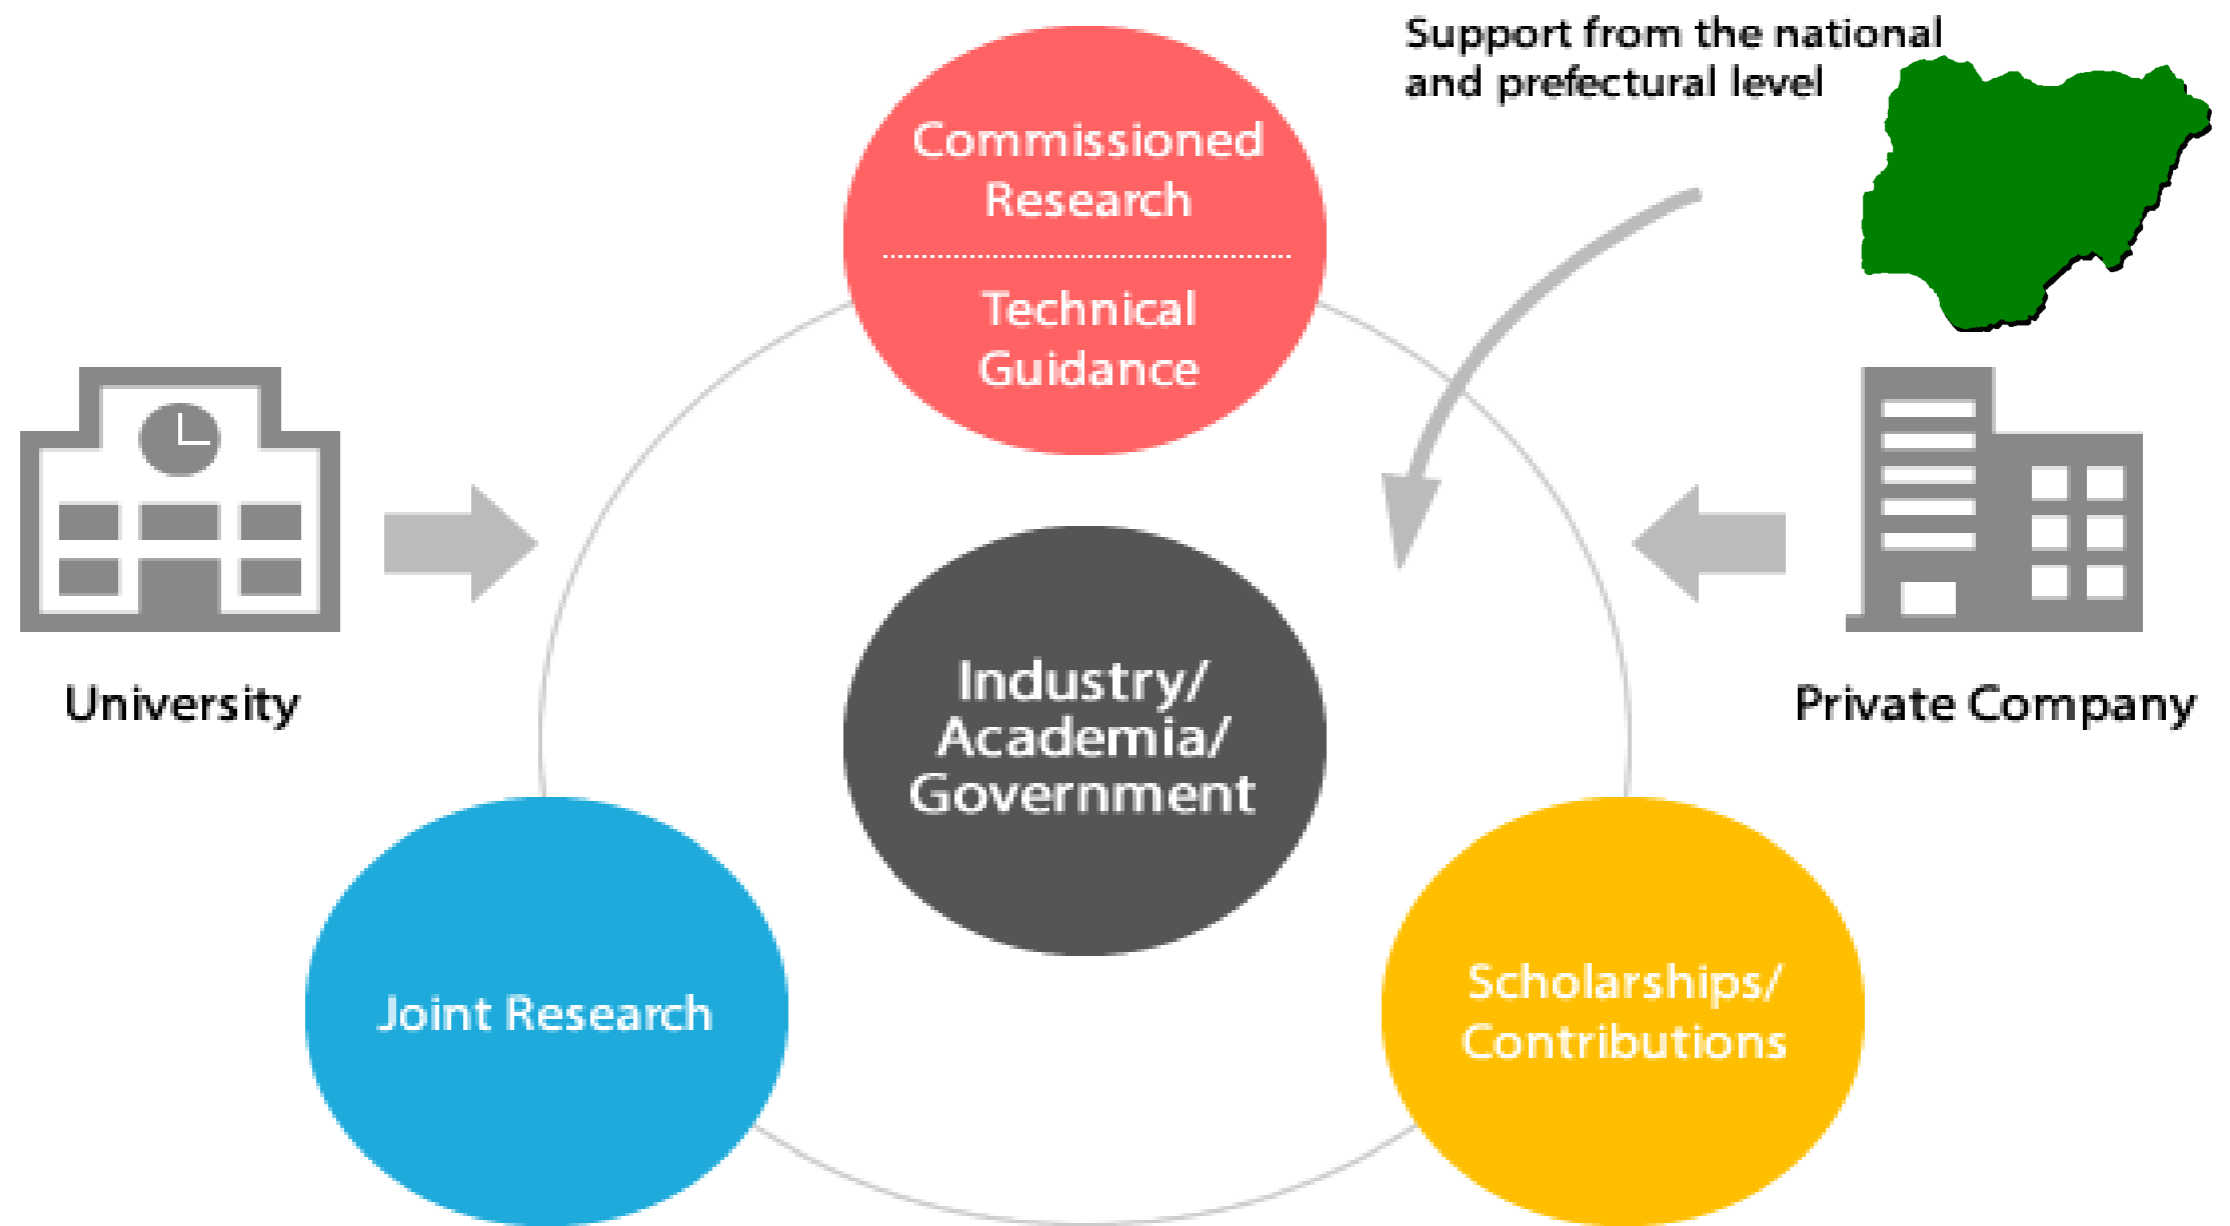 Support from the national
and prefectural level
Commissioned
Research
Technical
Guidance
University
Industry/
Academia/
Government
Private Company
Joint Research
Scholarships/
Contributions